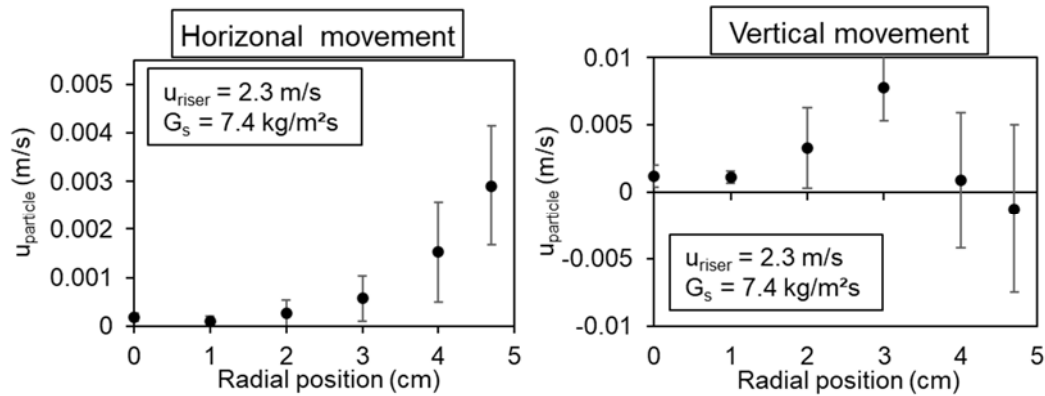 Horizonal movement
u_riser = 2.3 m/s
G_s = 7.4 kg/m²s
u_particle (m/s)
0.005
0.004
0.003
0.002
0.001
0
0 1 2 3 4 5
Radial position (cm)
Vertical movement
u_particle (m/s)
0.01
0.005
0
-0.005
-0.01
u_riser = 2.3 m/s
G_s = 7.4 kg/m²s
0 1 2 3 4 5
Radial position (cm)